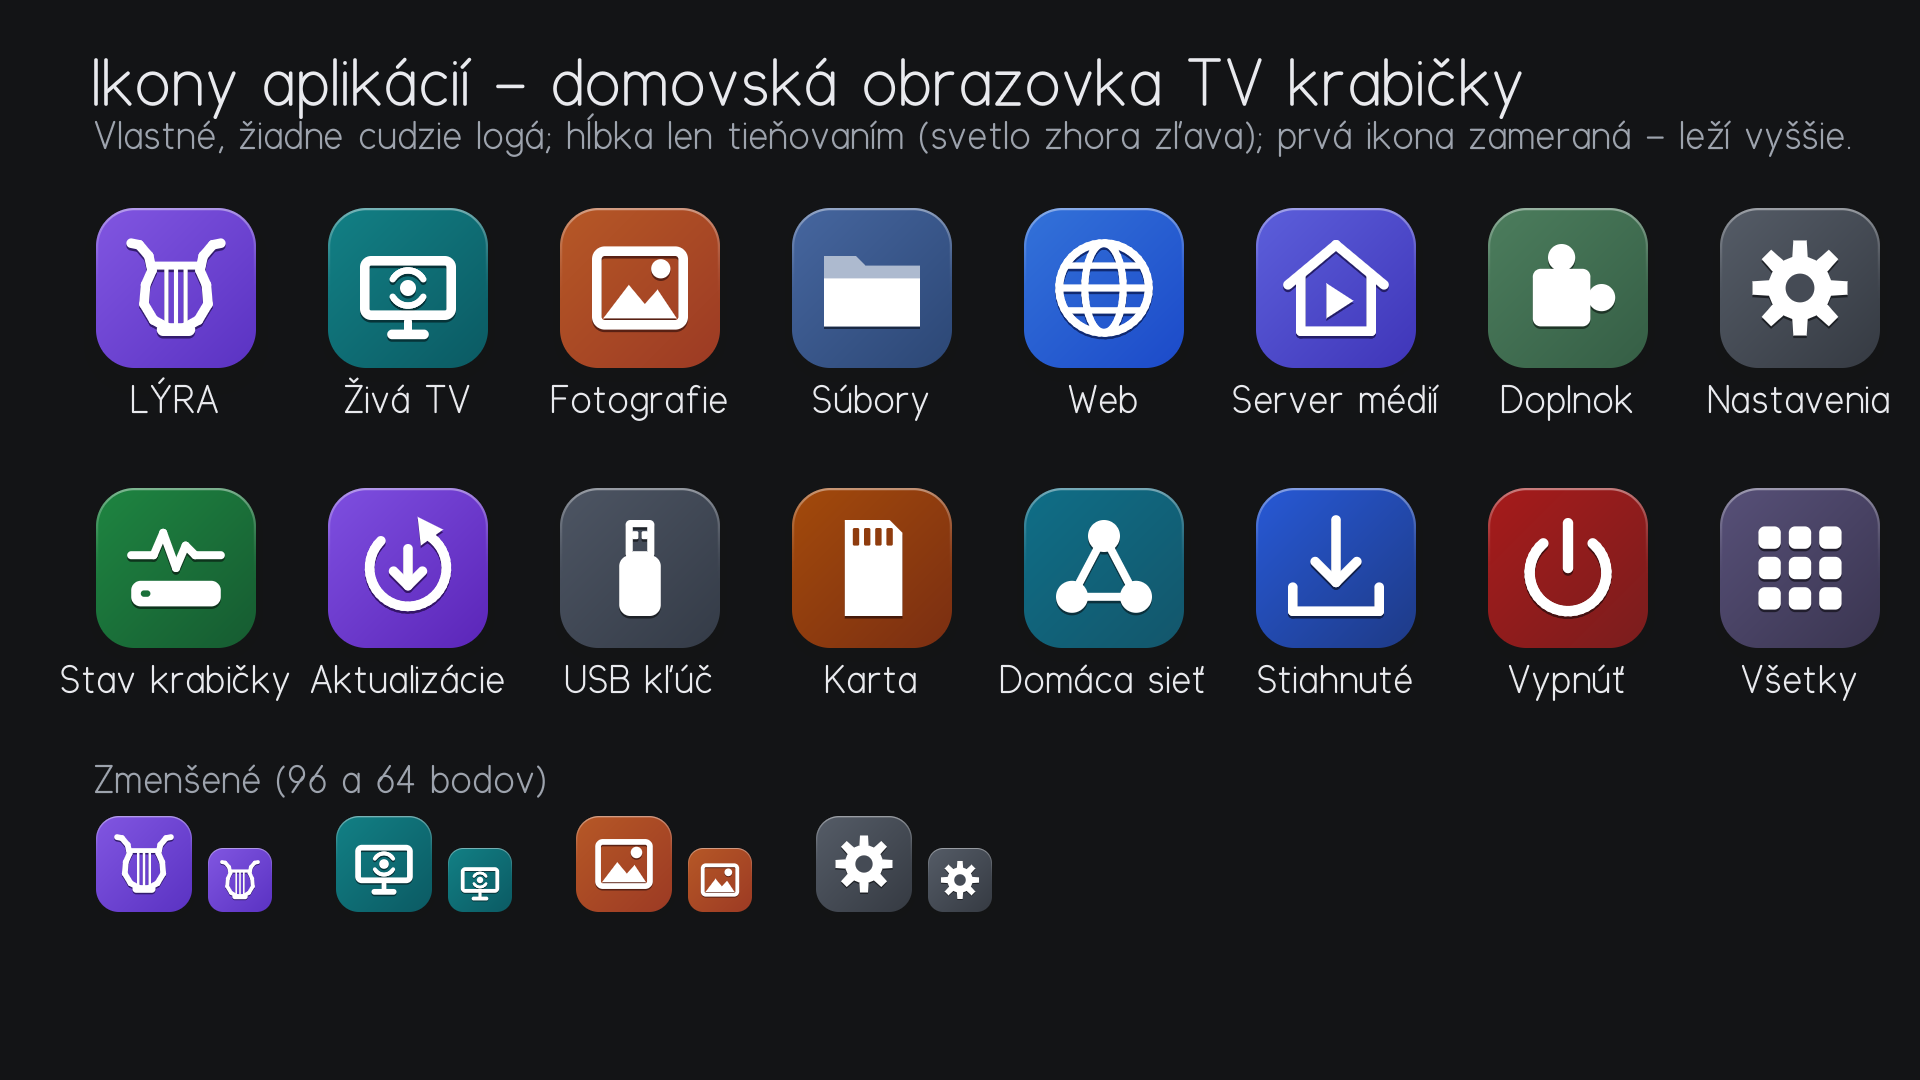 Ikony aplikácií – domovská obrazovka TV krabičky
Vlastné, žiadne cudzie logá; hĺbka len tieňovaním (svetlo zhora zľava); prvá ikona zameraná – leží vyššie.
LÝRA Živá TV Fotografie Súbory Web Server médií Doplnok Nastavenia
Stav krabičky Aktualizácie USB kľúč Karta Domáca sieť Stiahnuté Vypnúť Všetky
Zmenšené (96 a 64 bodov)